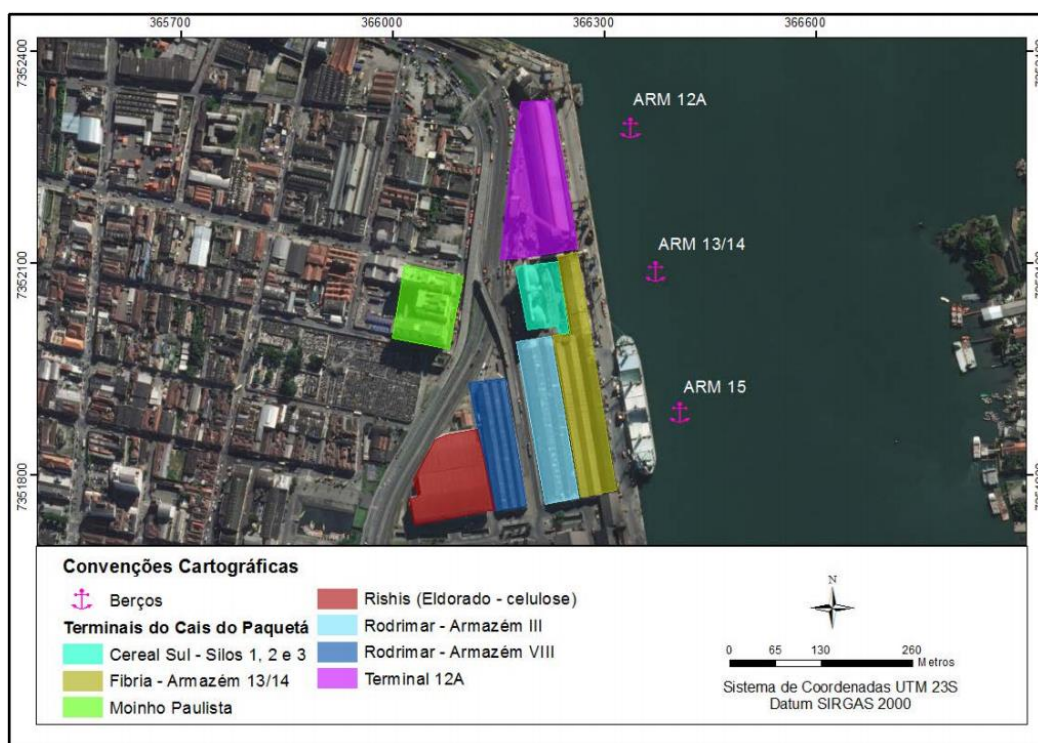 365700 366000 366300 366600
7352400 7352400
ARM 12A
ARM 13/14
7352100 7352100
ARM 15
7351800 7351800
Convenções Cartográficas
Berços
Terminais do Cais do Paquetá
Cereal Sul - Silos 1, 2 e 3
Fibria - Armazém 13/14
Moinho Paulista
Rishis (Eldorado - celulose)
Rodrimar - Armazém III
Rodrimar - Armazém VIII
Terminal 12A
N
0 65 130 260
Metros
Sistema de Coordenadas UTM 23S
Datum SIRGAS 2000